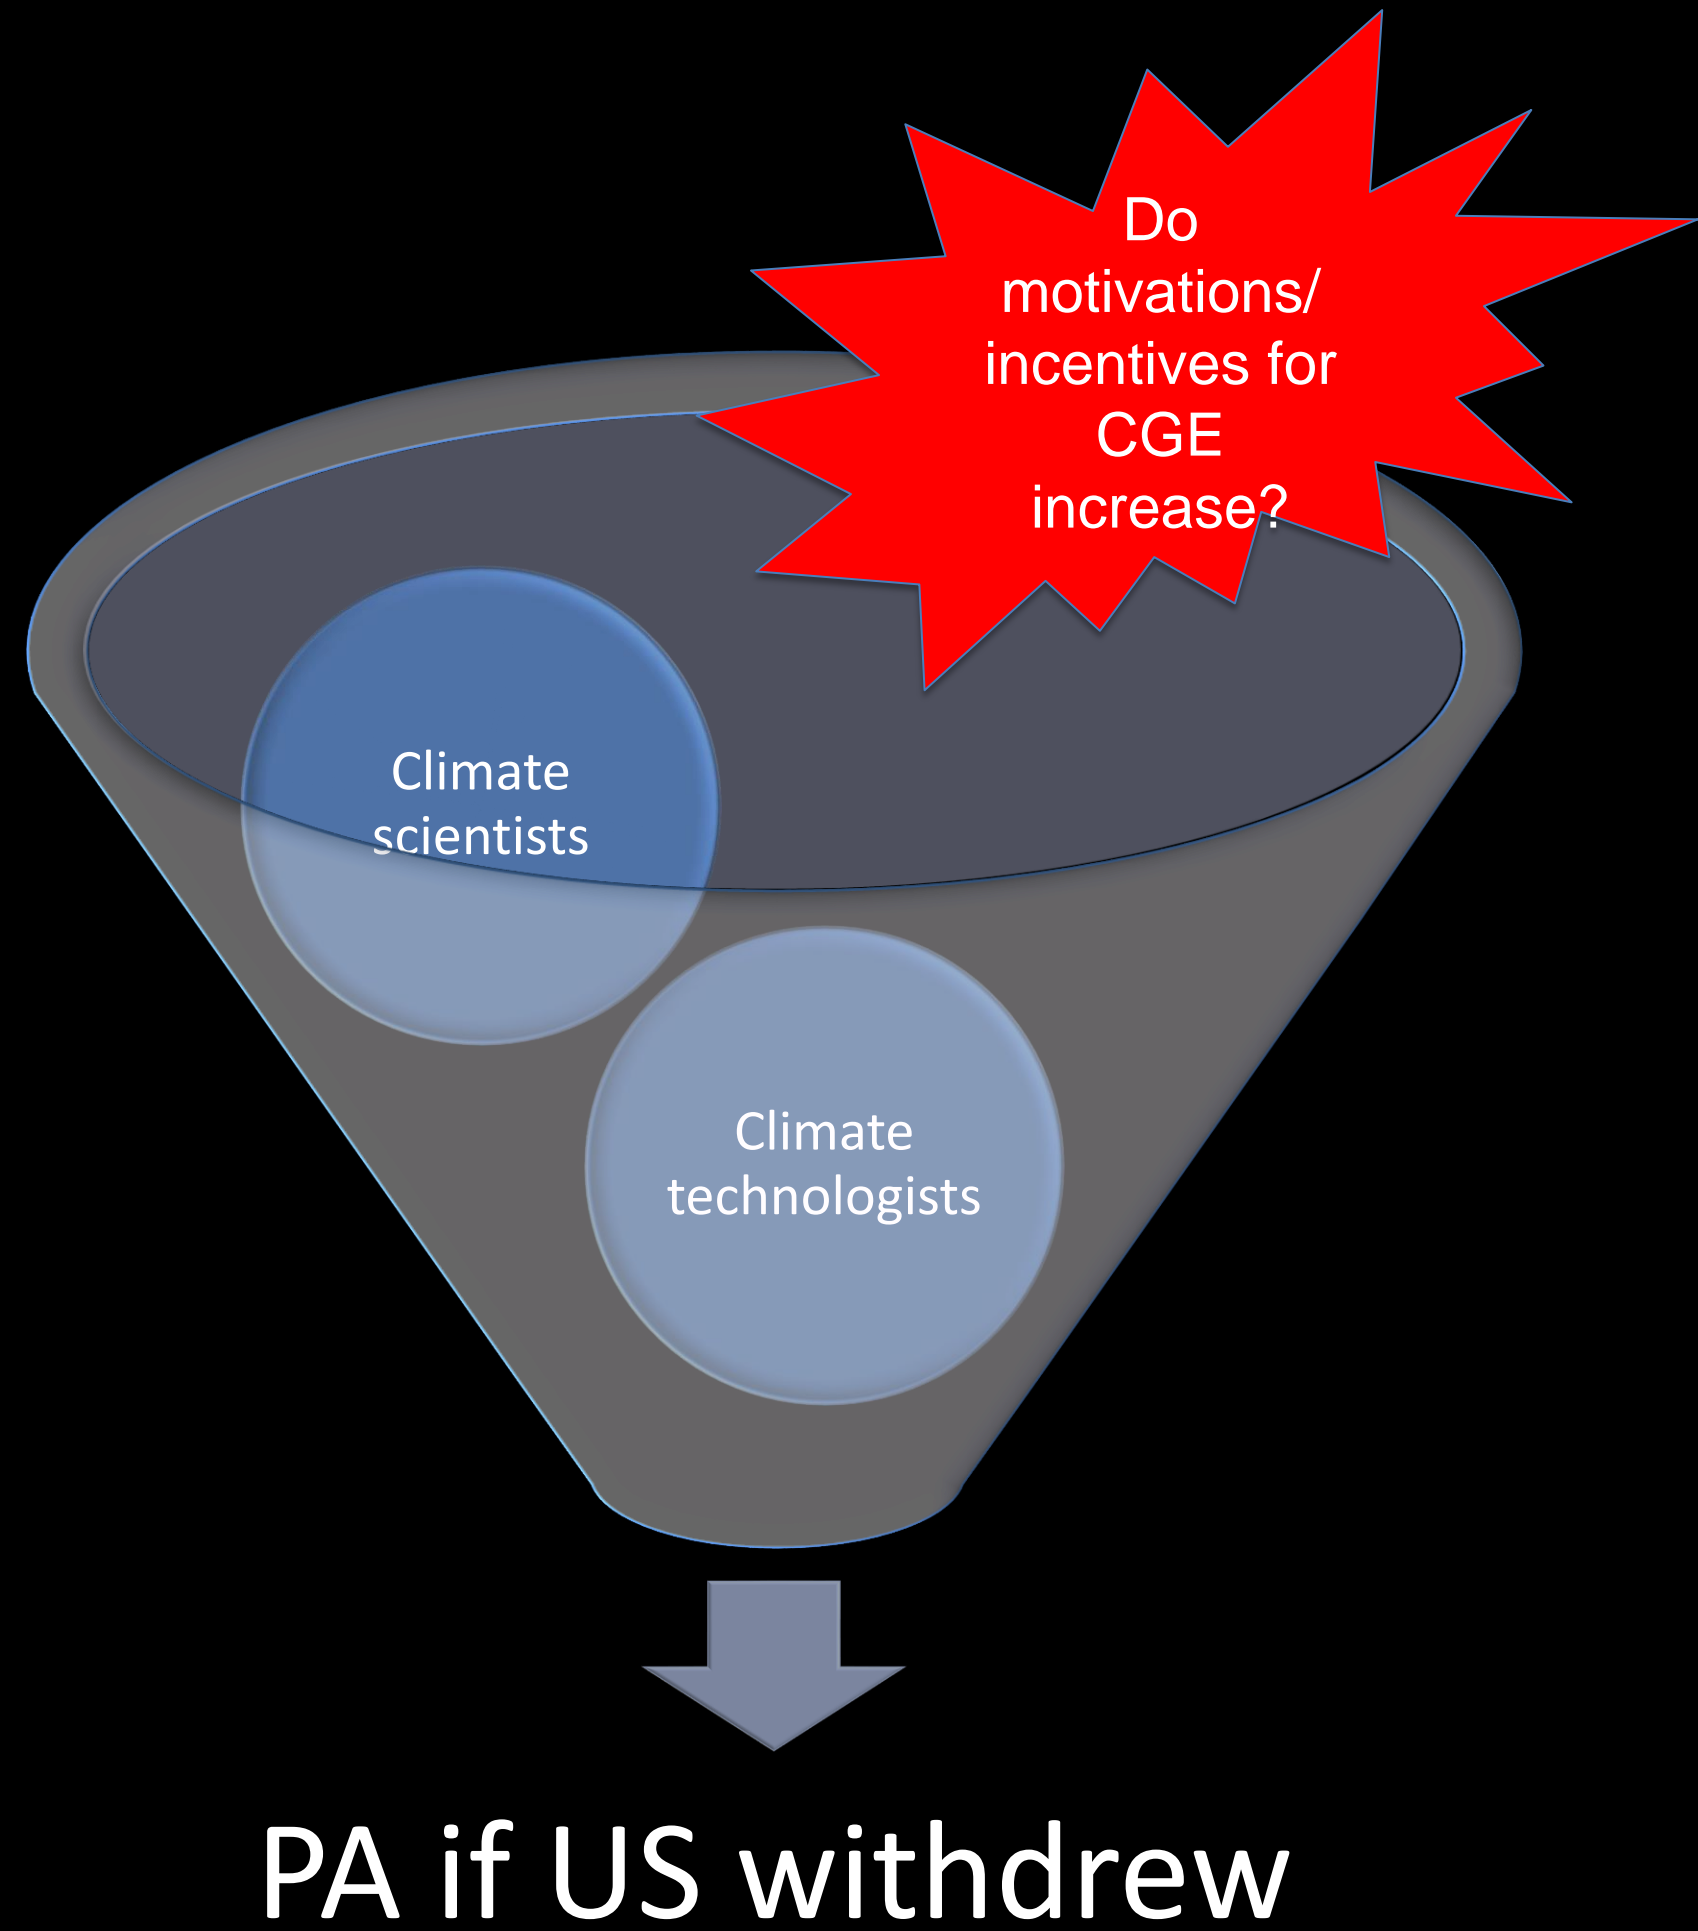 Do
motivations/
incentives for
CGE
increase?
Climate
scientists
Climate
technologists
PA if US withdrew